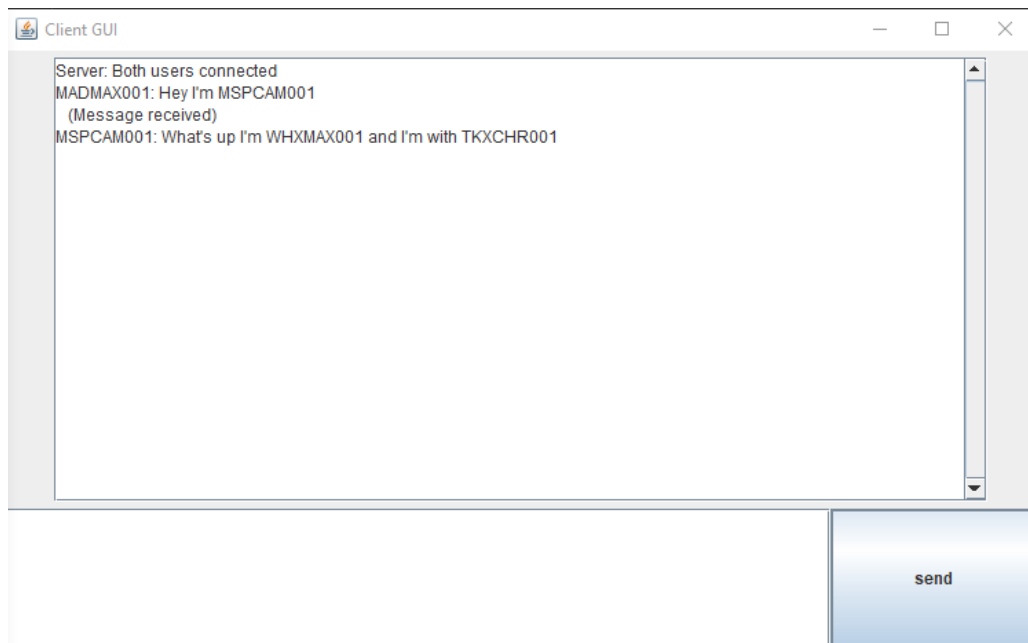 Client GUI
Server: Both users connected
MADMAX001: Hey I'm MSPCAM001
(Message received)
MSPCAM001: What's up I'm WHXMAX001 and I'm with TKXCHR001
send